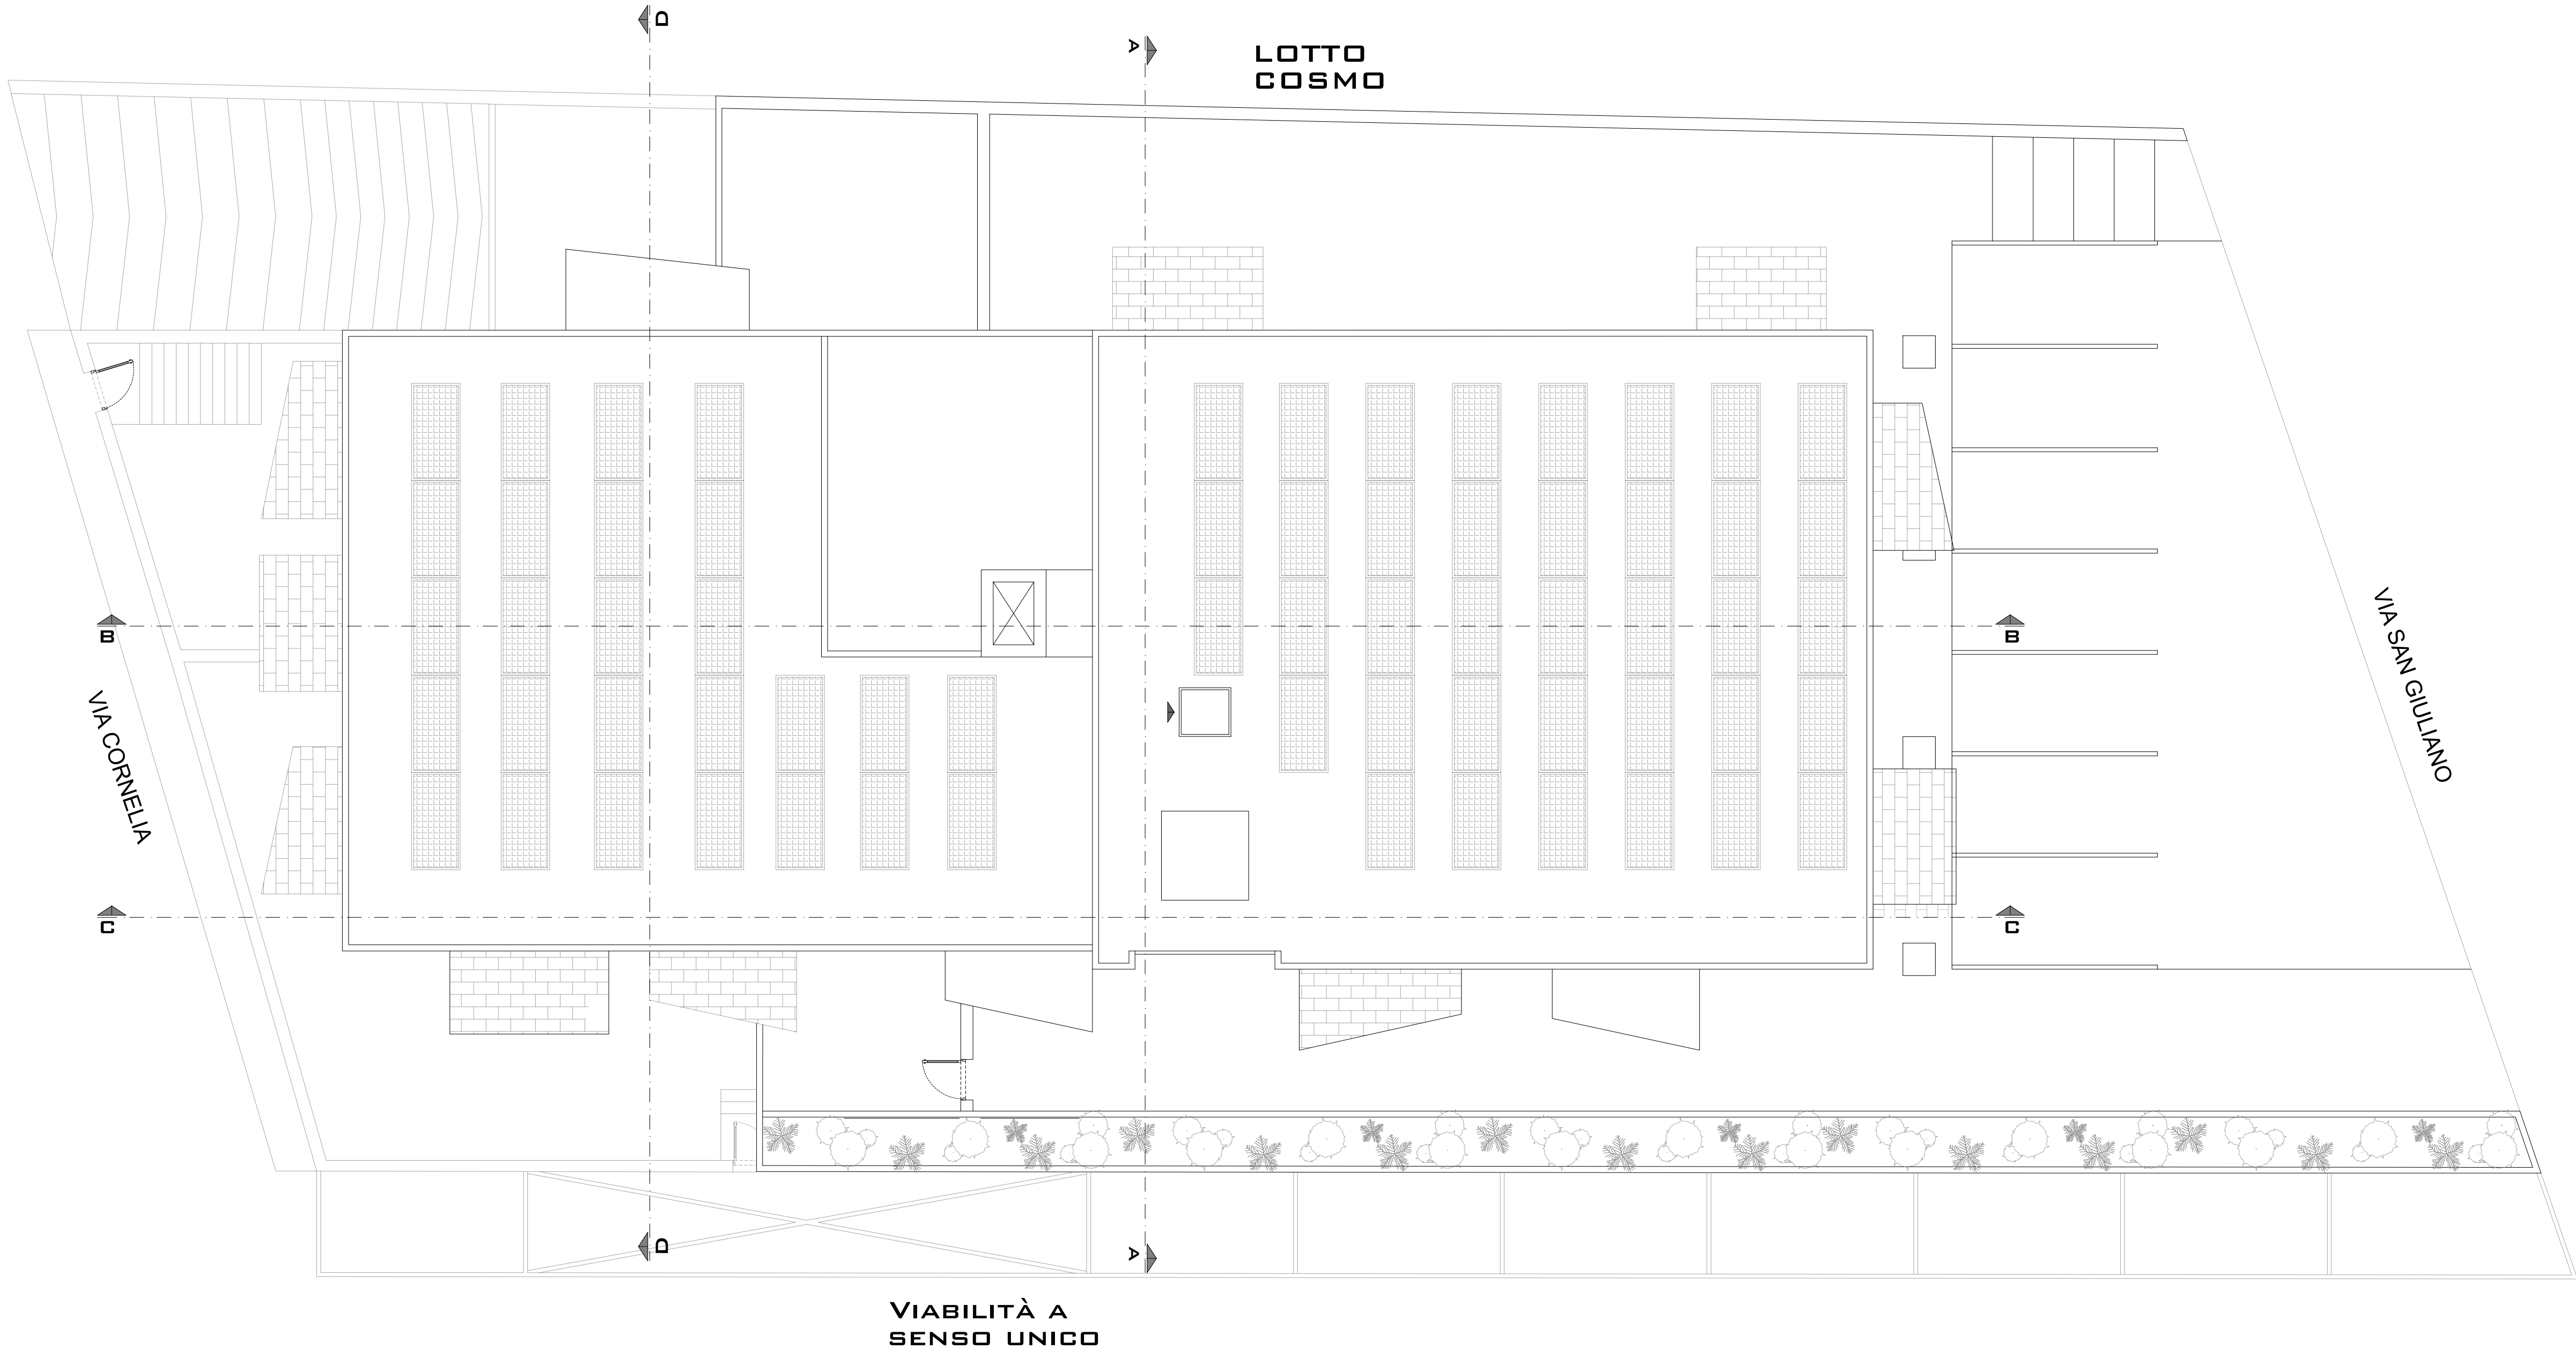 D
A
LOTTO
COSMO
B
B
VIA SAN GIULIANO
VIA CORNELIA
C
C
D
A
VIABILITÀ A
SENSO UNICO